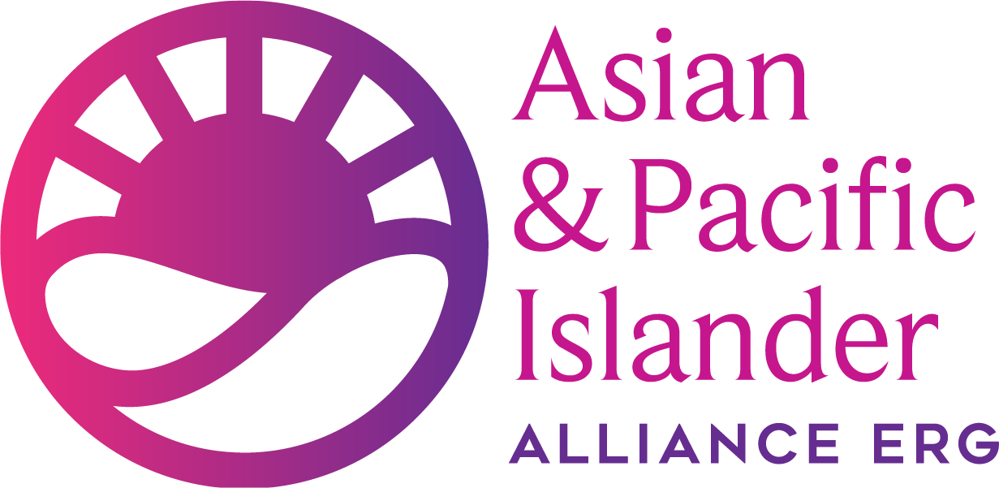 Asian
& Pacific
Islander
ALLIANCE ERG